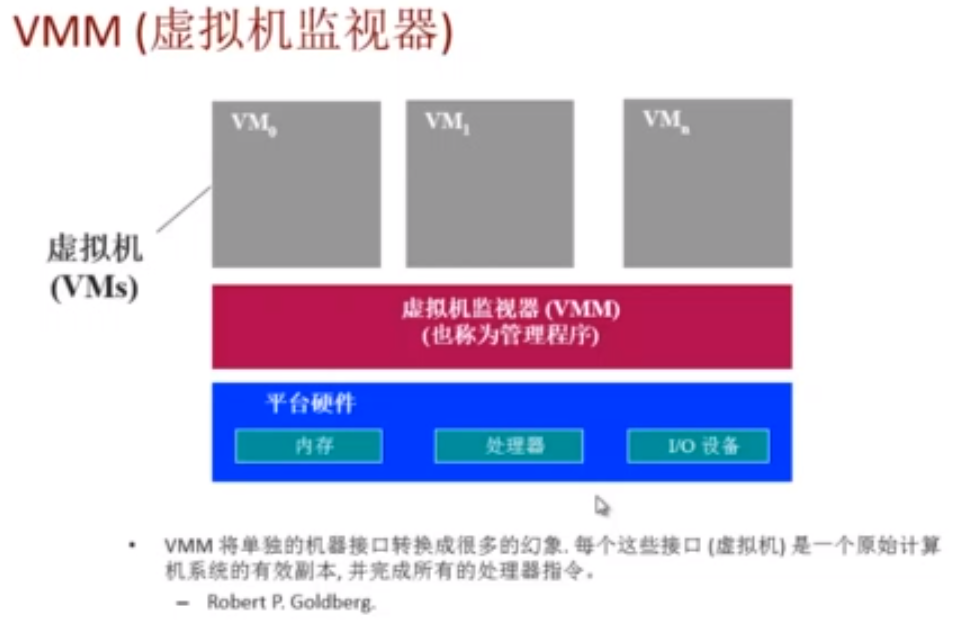 VMM (虚拟机监视器)
VM0
VM1
VMn
虚拟机
(VMs)
虚拟机监视器 (VMM)
(也称为管理程序)
平台硬件
内存
处理器
I/O 设备
• VMM 将单独的机器接口转换成很多的幻象. 每个这些接口 (虚拟机) 是一个原始计算
机系统的有效副本, 并完成所有的处理器指令。
– Robert P. Goldberg.